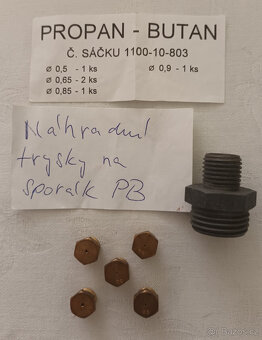 PROPAN - BUTAN
Č. SÁČKU 1100-10-803
ø 0,5 - 1 ks
ø 0,9 - 1 ks
ø 0,65 - 2 ks
ø 0,85 - 1 ks
Náhradní
trysky na
sporák PB